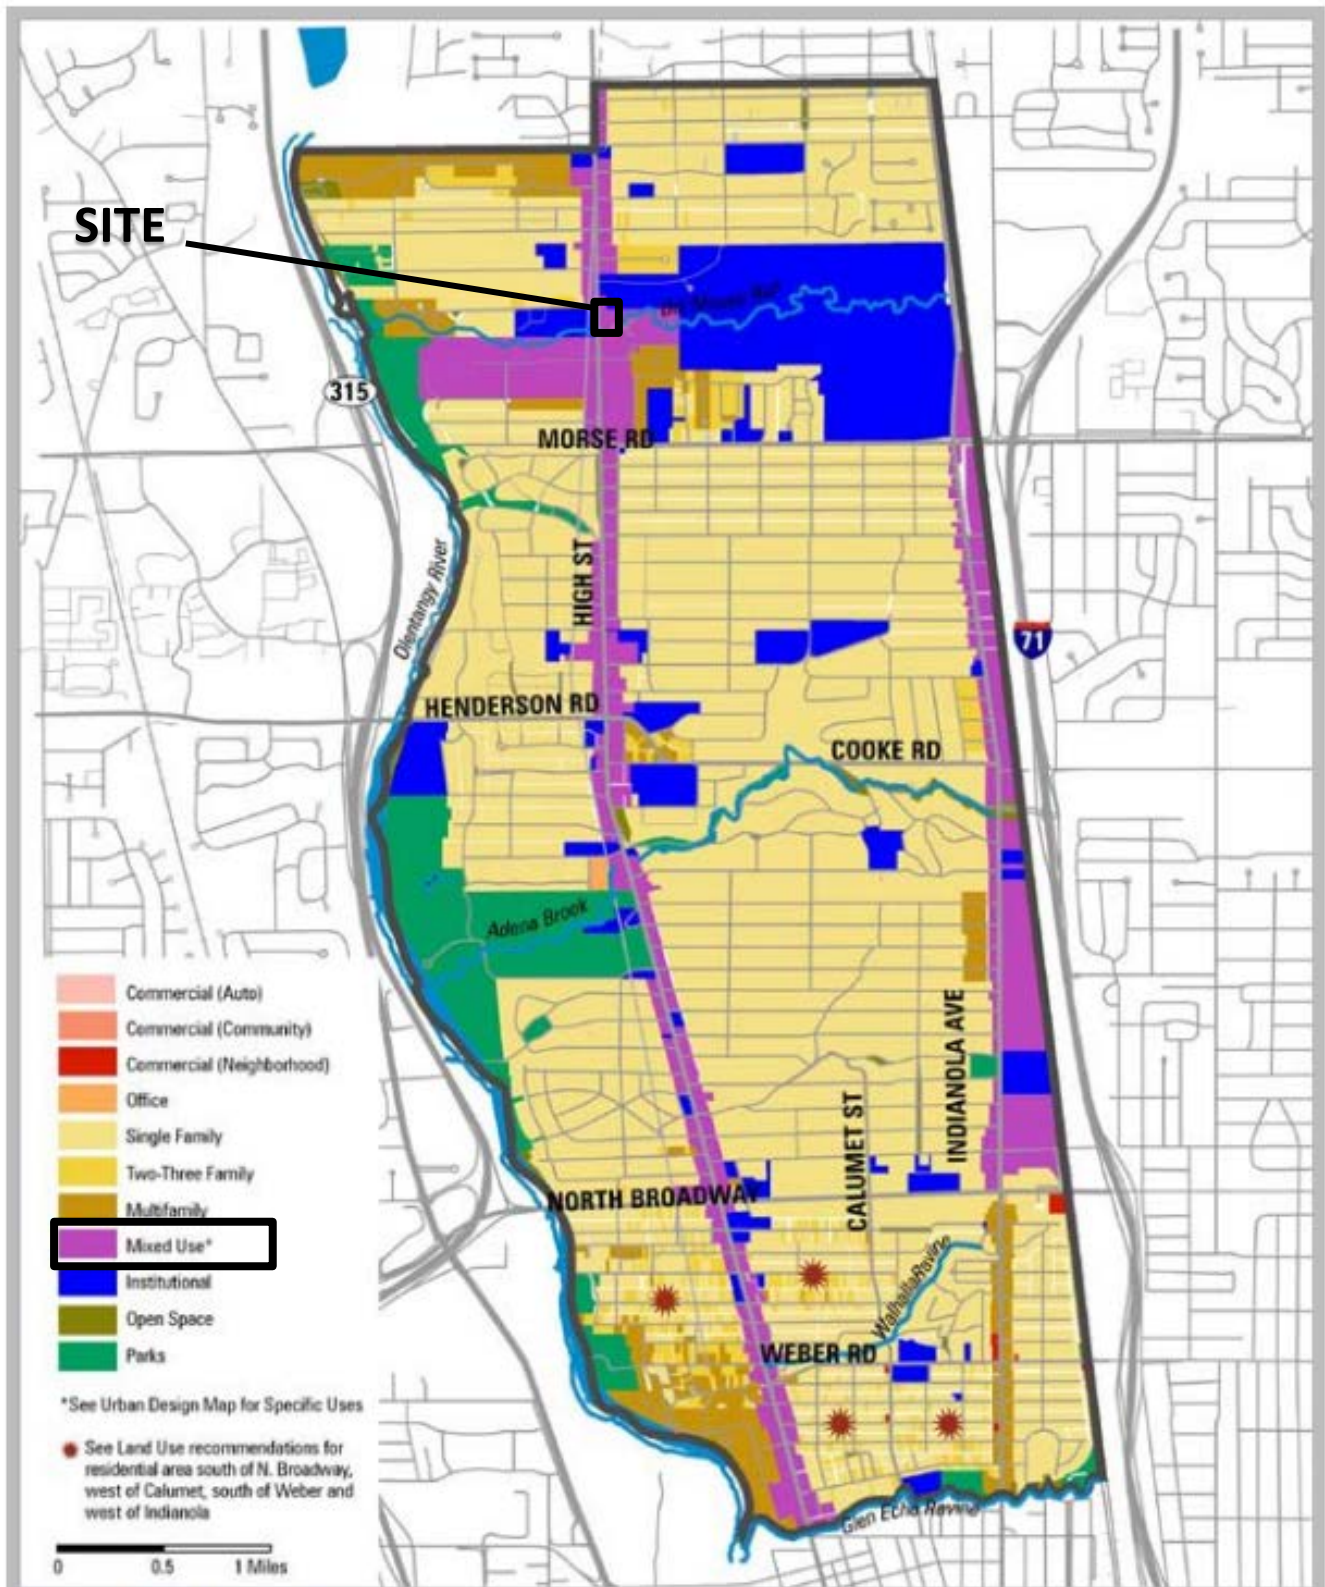 SITE
Bill Moose Run
315
MORSE RD
HIGH ST
Olentangy River
71
HENDERSON RD
COOKE RD
Adena Brook
INDIANOLA AVE
CALUMET ST
NORTH BROADWAY
Walhalla Ravine
WEBER RD
Glen Echo Ravine
Commercial (Auto)
Commercial (Community)
Commercial (Neighborhood)
Office
Single Family
Two-Three Family
Multifamily
Mixed Use*
Institutional
Open Space
Parks
*See Urban Design Map for Specific Uses
See Land Use recommendations for
residential area south of N. Broadway,
west of Calumet, south of Weber and
west of Indianola
0 0.5 1 Miles